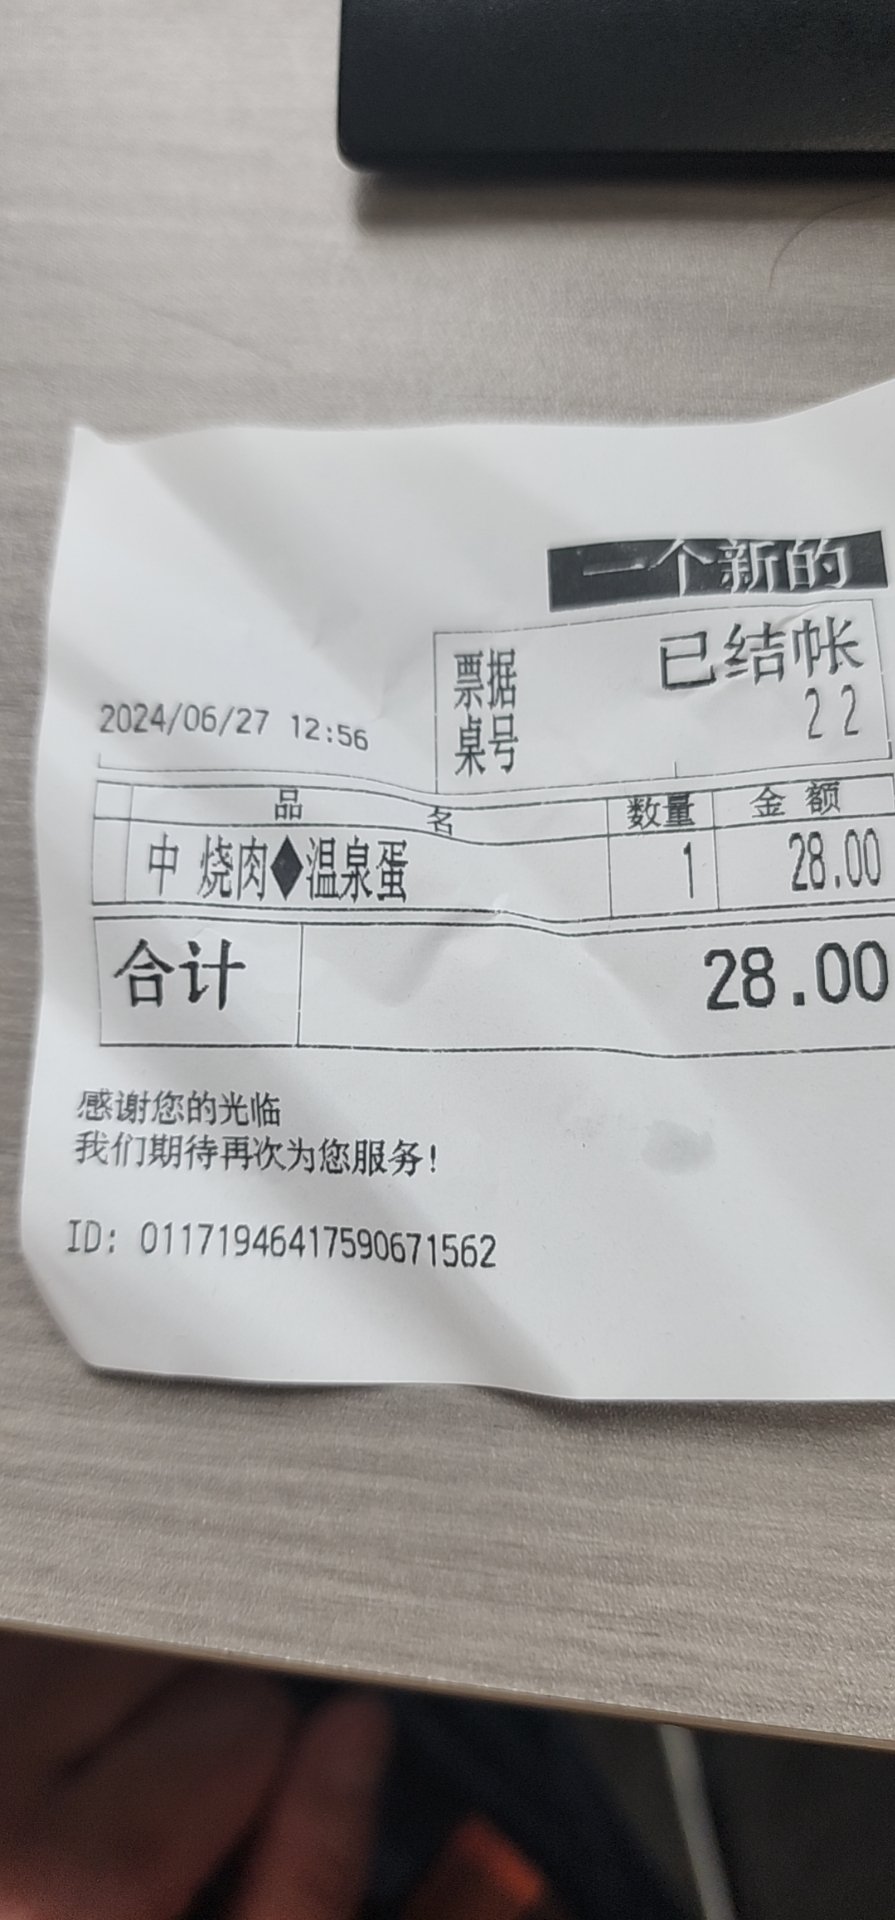 一个新的
票据 已结帐
2024/06/27 12:56 桌号 22
品 名 数量 金 额
中 烧肉◆温泉蛋 1 28.00
合计 28.00
感谢您的光临
我们期待再次为您服务!
ID: 01171946417590671562